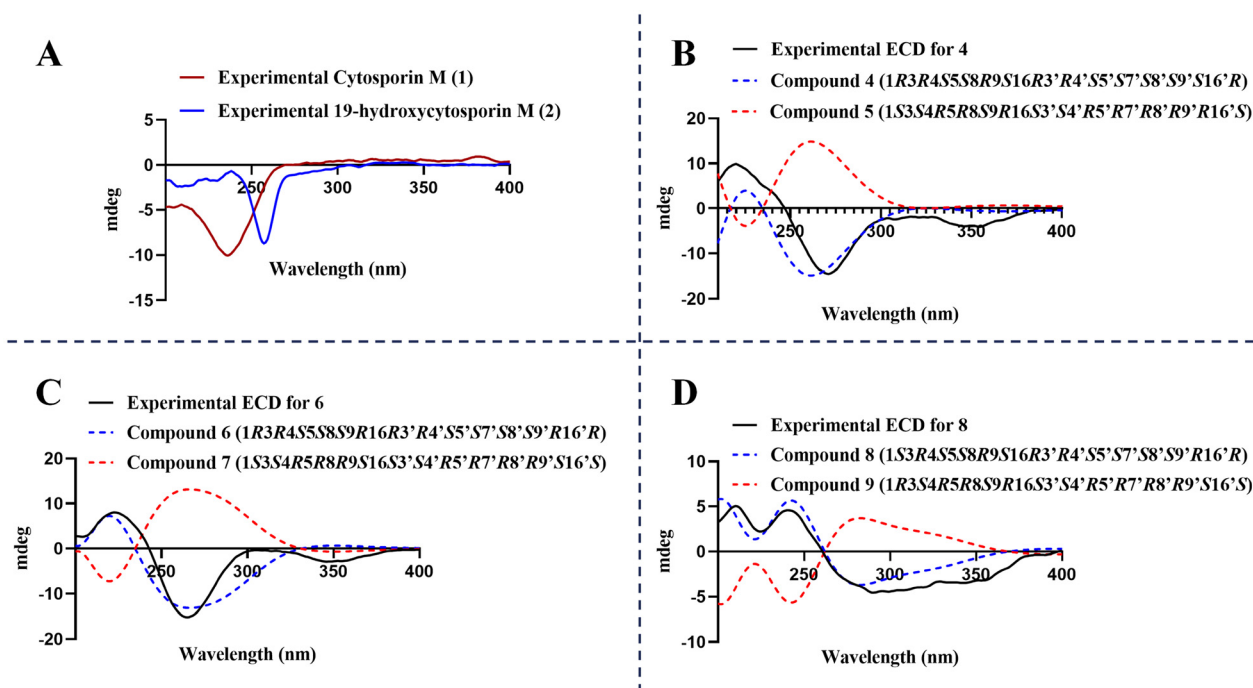 A
Experimental Cytosporin M (1)
Experimental 19-hydroxycytosporin M (2)
5
0
-5
-10
-15
250
300
350
400
mdeg
Wavelength (nm)
B
Experimental ECD for 4
Compound 4 (1R3R4S5S8R9S16R3’R4’S5’S7’S8’S9’S16’R)
Compound 5 (1S3S4R5R8S9R16S3’S4’R5’R7’R8’R9’R16’S)
20
10
0
-10
-20
250
300
350
400
mdeg
Wavelength (nm)
C
Experimental ECD for 6
Compound 6 (1R3R4S5S8S9R16R3’R4’S5’S7’S8’S9’R16’R)
Compound 7 (1S3S4R5R8R9S16S3’S4’R5’R7’R8’R9’S16’S)
20
10
0
-10
-20
250
300
350
400
mdeg
Wavelength (nm)
D
Experimental ECD for 8
Compound 8 (1S3R4S5S8R9S16R3’R4’S5’S7’S8’S9’R16’R)
Compound 9 (1R3S4R5R8S9R16S3’S4’R5’R7’R8’R9’S16’S)
10
5
0
-5
-10
250
300
350
400
mdeg
Wavelength (nm)